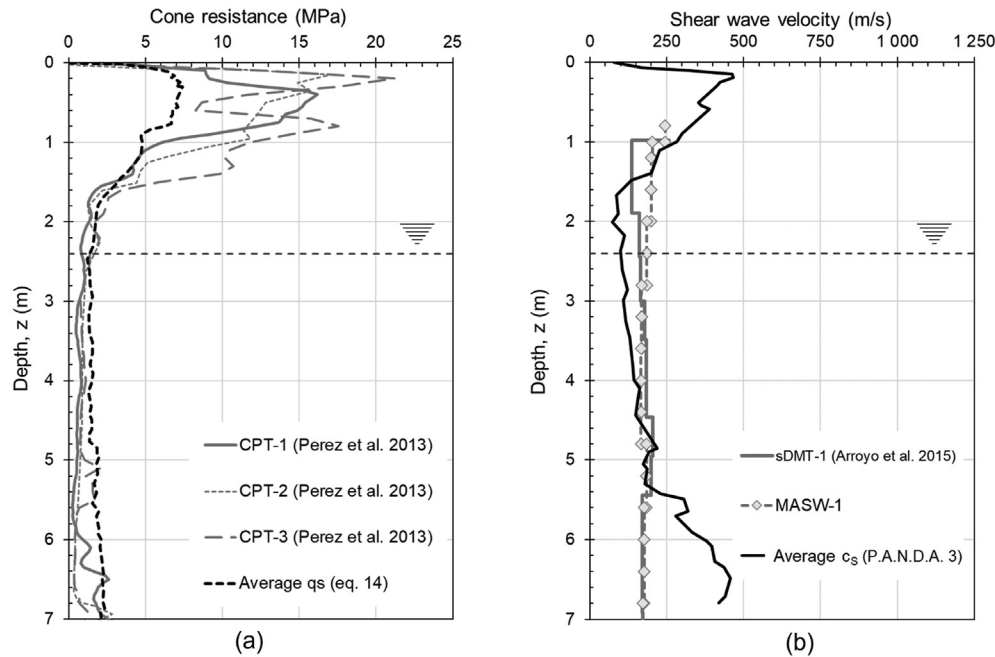 Cone resistance (MPa)
0 5 10 15 20 25
0
1
2
3
4
5
6
7
Depth, z (m)
CPT-1 (Perez et al. 2013)
CPT-2 (Perez et al. 2013)
CPT-3 (Perez et al. 2013)
Average qs (eq. 14)
(a)
Shear wave velocity (m/s)
0 250 500 750 1 000 1 250
0
1
2
3
4
5
6
7
Depth, z (m)
sDMT-1 (Arroyo et al. 2015)
MASW-1
Average cS (P.A.N.D.A. 3)
(b)